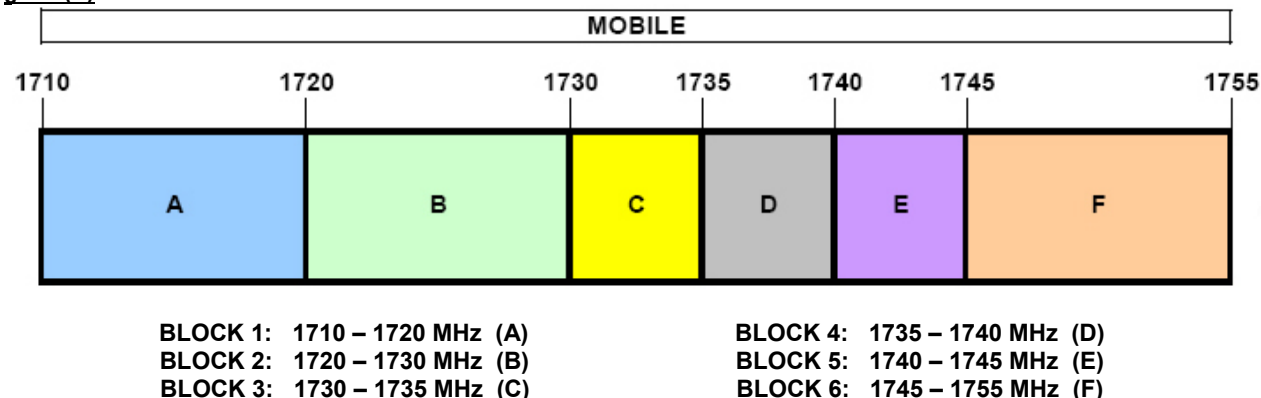 MOBILE
1710 1720 1730 1735 1740 1745 1755
A B C D E F
BLOCK 1: 1710 – 1720 MHz (A)
BLOCK 2: 1720 – 1730 MHz (B)
BLOCK 3: 1730 – 1735 MHz (C)
BLOCK 4: 1735 – 1740 MHz (D)
BLOCK 5: 1740 – 1745 MHz (E)
BLOCK 6: 1745 – 1755 MHz (F)